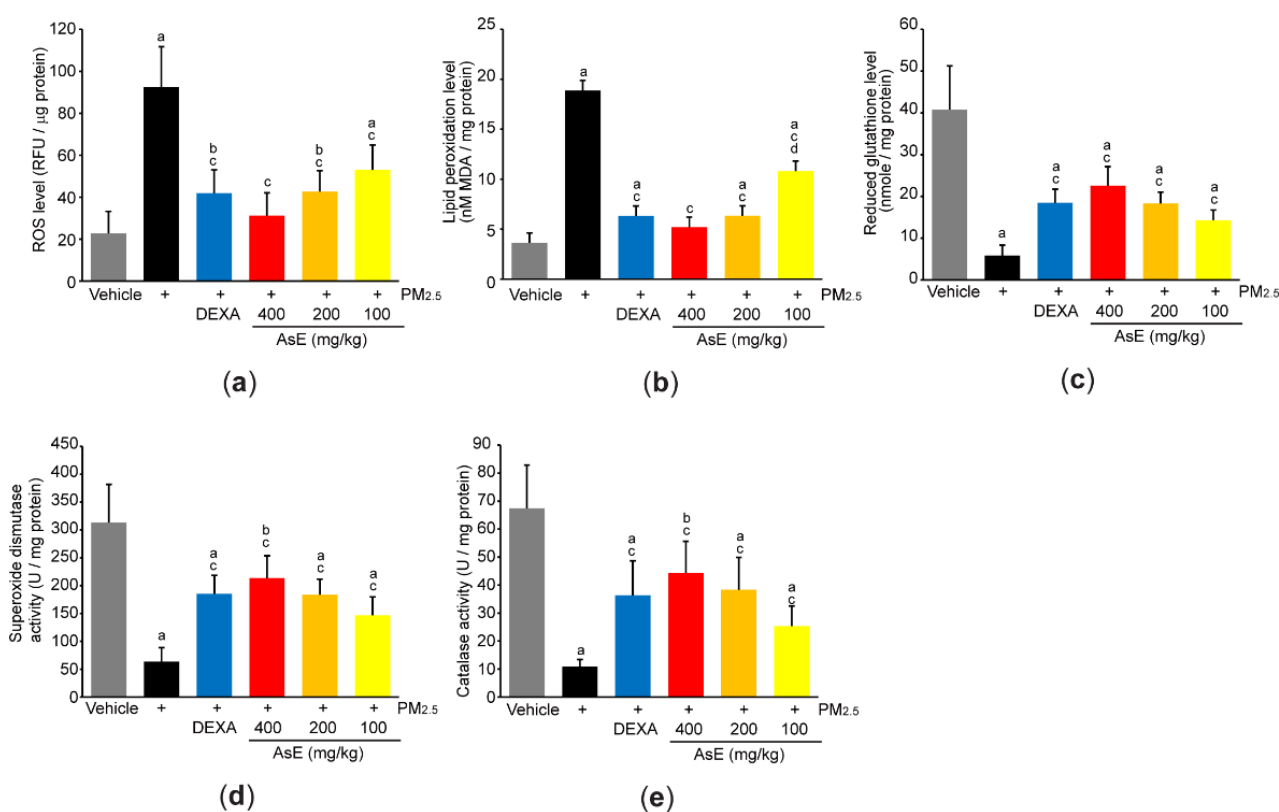 ROS level (RFU / μg protein)
120
100
80
60
40
20
0
a
b
c
c
b
c
a
c
Vehicle + + + + + PM2.5
DEXA 400 200 100
AsE (mg/kg)
(a)
Lipid peroxidation level
(nM MDA / mg protein)
25
20
15
10
5
0
a
a
c
c
a
c
a
c
d
Vehicle + + + + + PM2.5
DEXA 400 200 100
AsE (mg/kg)
(b)
Reduced glutathione level
(nmole / mg protein)
60
50
40
30
20
10
0
a
a
c
a
c
a
c
a
c
Vehicle + + + + + PM2.5
DEXA 400 200 100
AsE (mg/kg)
(c)
Superoxide dismutase
activity (U / mg protein)
450
400
350
300
250
200
150
100
50
0
a
a
c
b
c
a
c
a
c
Vehicle + + + + + PM2.5
DEXA 400 200 100
AsE (mg/kg)
(d)
Catalase activity (U / mg protein)
90
80
70
60
50
40
30
20
10
0
a
a
c
b
c
a
c
a
c
Vehicle + + + + + PM2.5
DEXA 400 200 100
AsE (mg/kg)
(e)